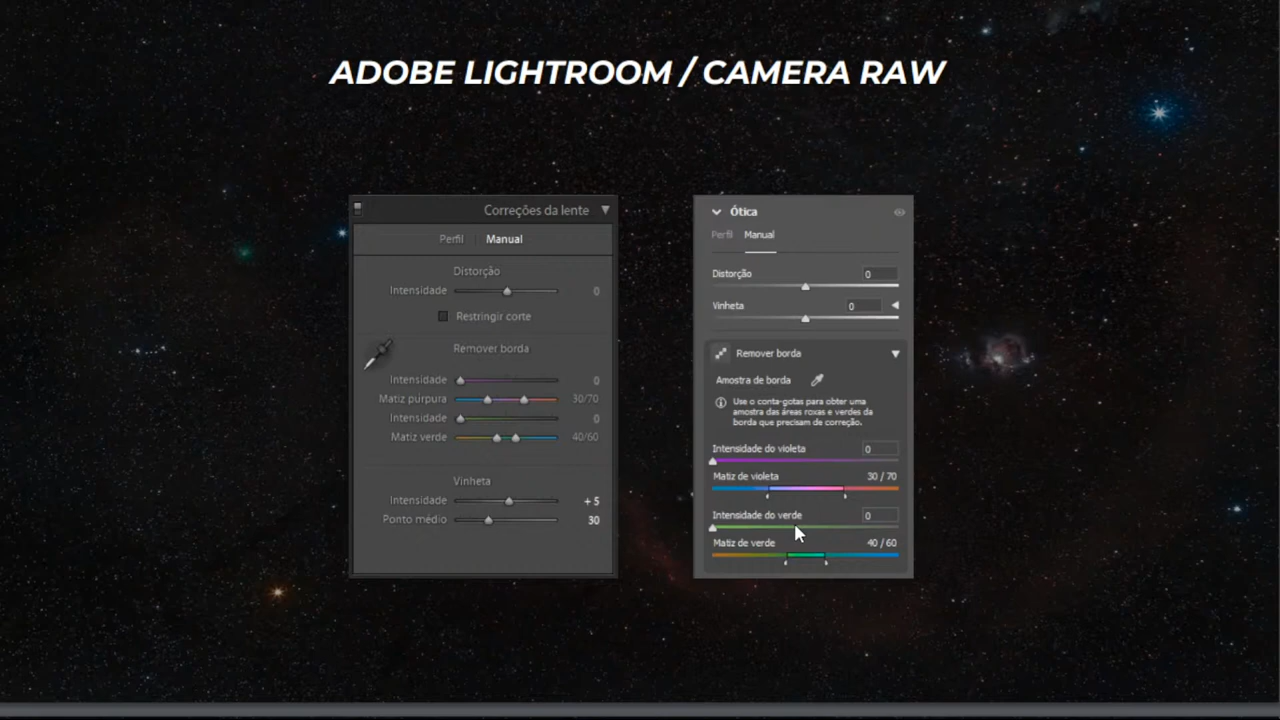 ADOBE LIGHTROOM / CAMERA RAW
Correções da lente
Perfil Manual
Distorção
Intensidade 0
Restringir corte
Remover borda
Intensidade 0
Matiz púrpura 30/70
Intensidade 0
Matiz verde 40/60
Vinheta
Intensidade + 5
Ponto médio 30
Ótica
Perfil Manual
Distorção 0
Vinheta 0
Remover borda
Amostra de borda
Use o conta-gotas para obter uma
amostra das áreas roxas e verdes da
borda que precisam de correção.
Intensidade do violeta 0
Matiz de violeta 30 / 70
Intensidade do verde 0
Matiz de verde 40 / 60